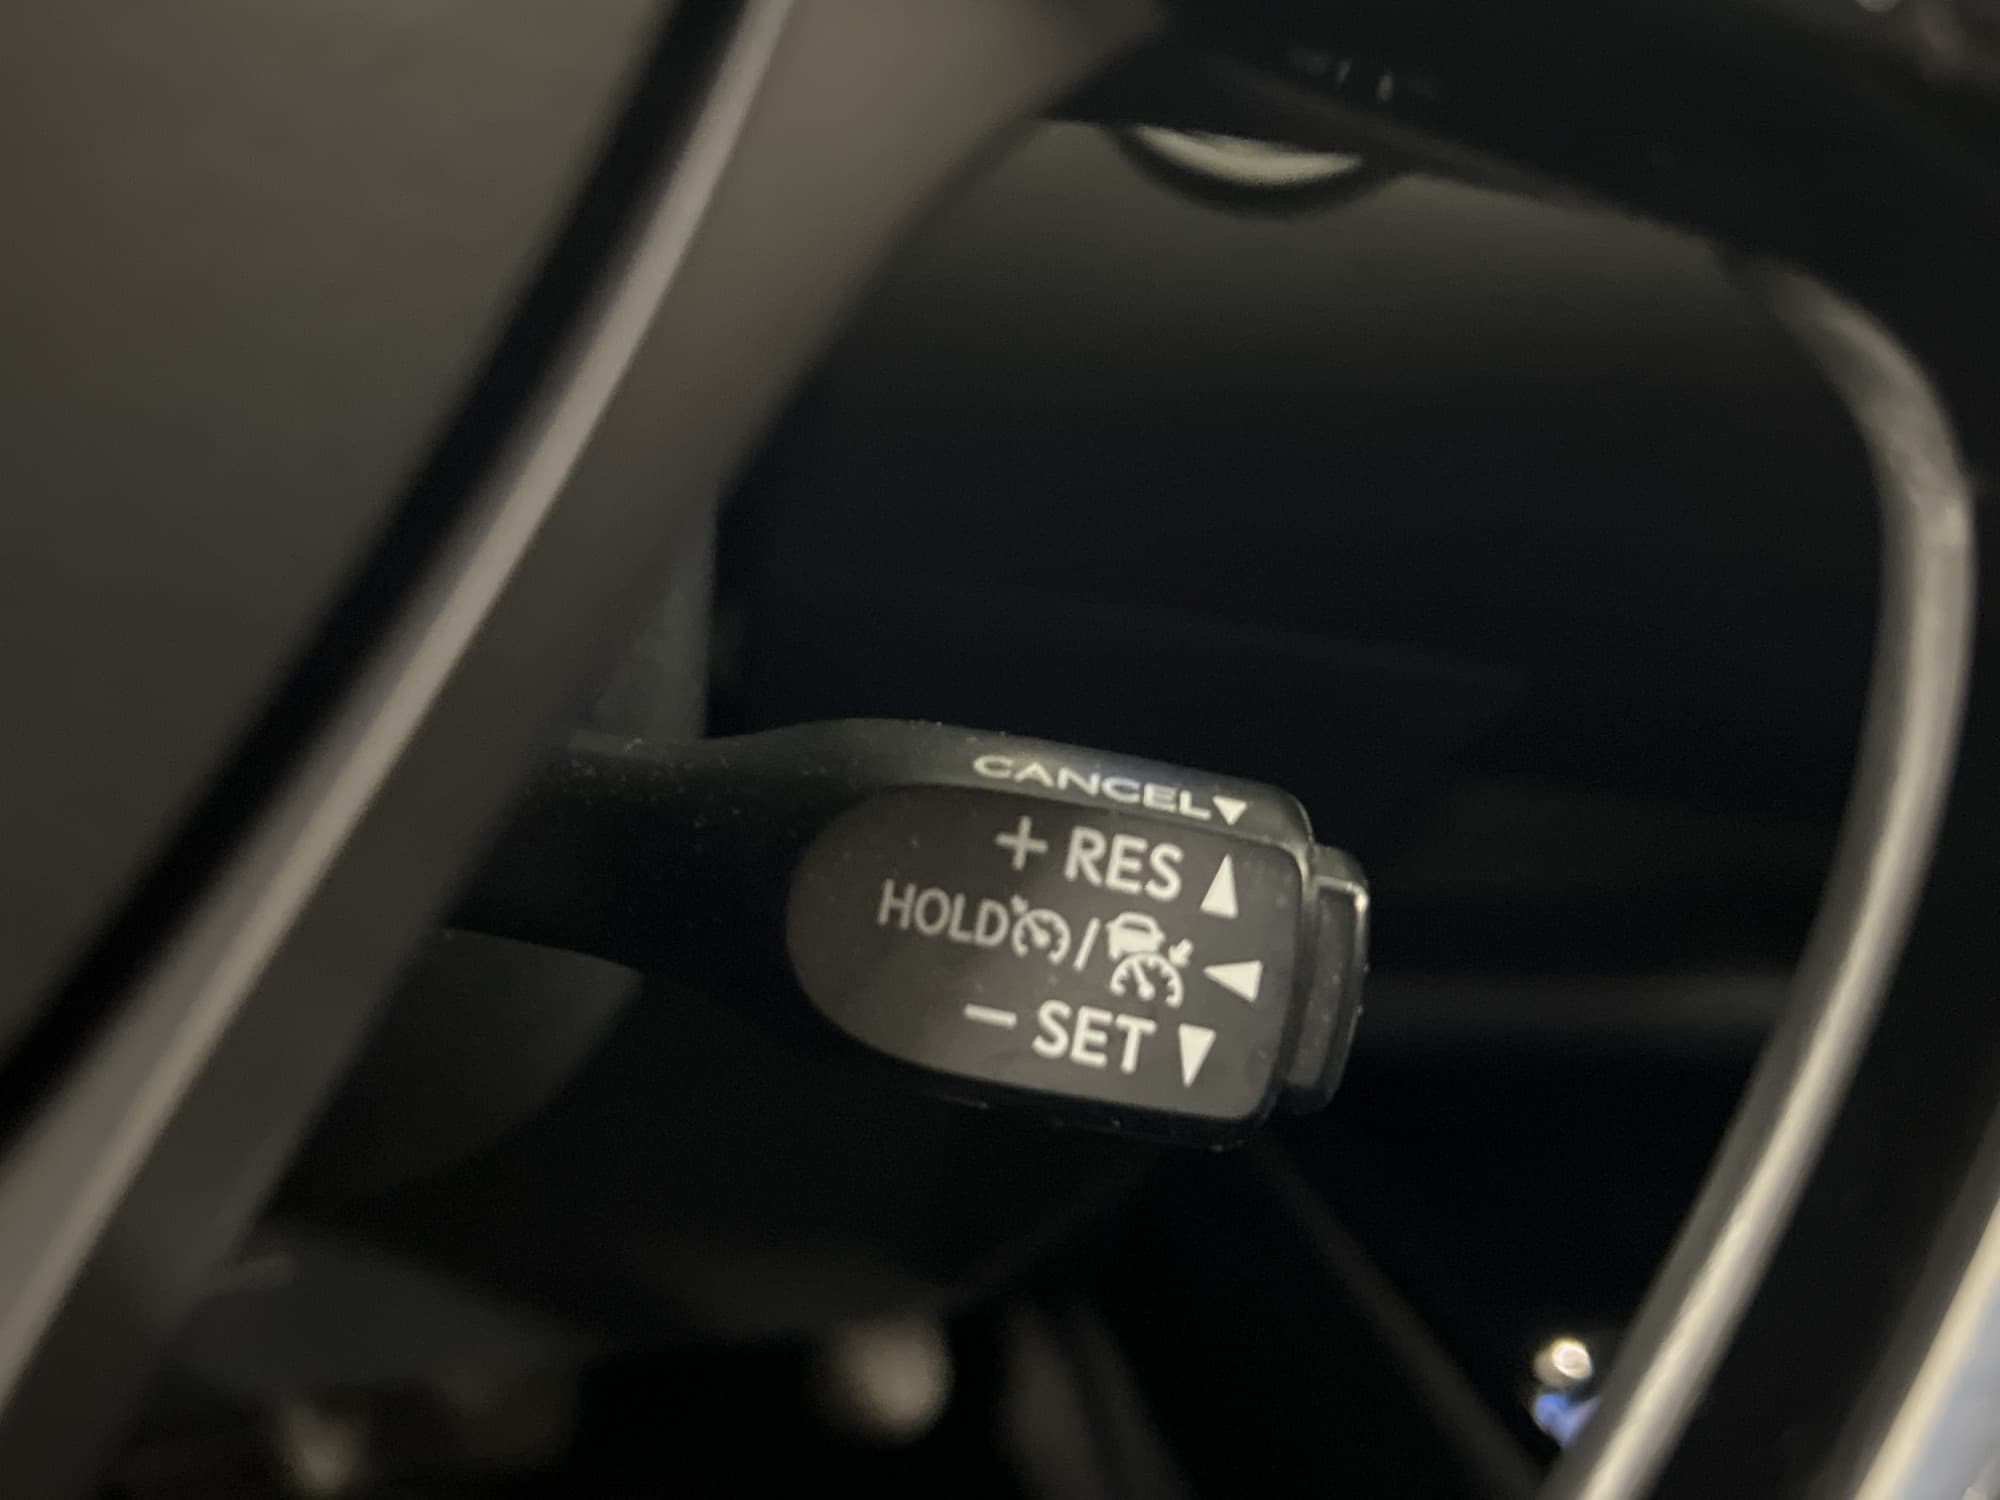 CANCEL▼
+ RES ▲
HOLD / ◀
− SET ▼